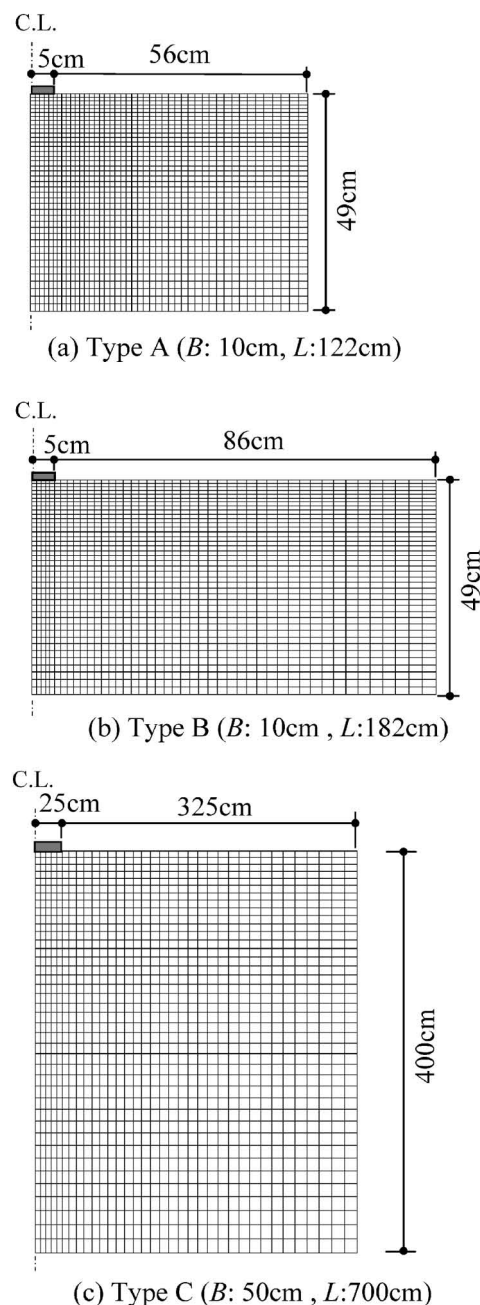 C.L.
5cm 56cm
49cm
(a) Type A (B: 10cm, L:122cm)
C.L.
5cm 86cm
49cm
(b) Type B (B: 10cm , L:182cm)
C.L.
25cm 325cm
400cm
(c) Type C (B: 50cm , L:700cm)